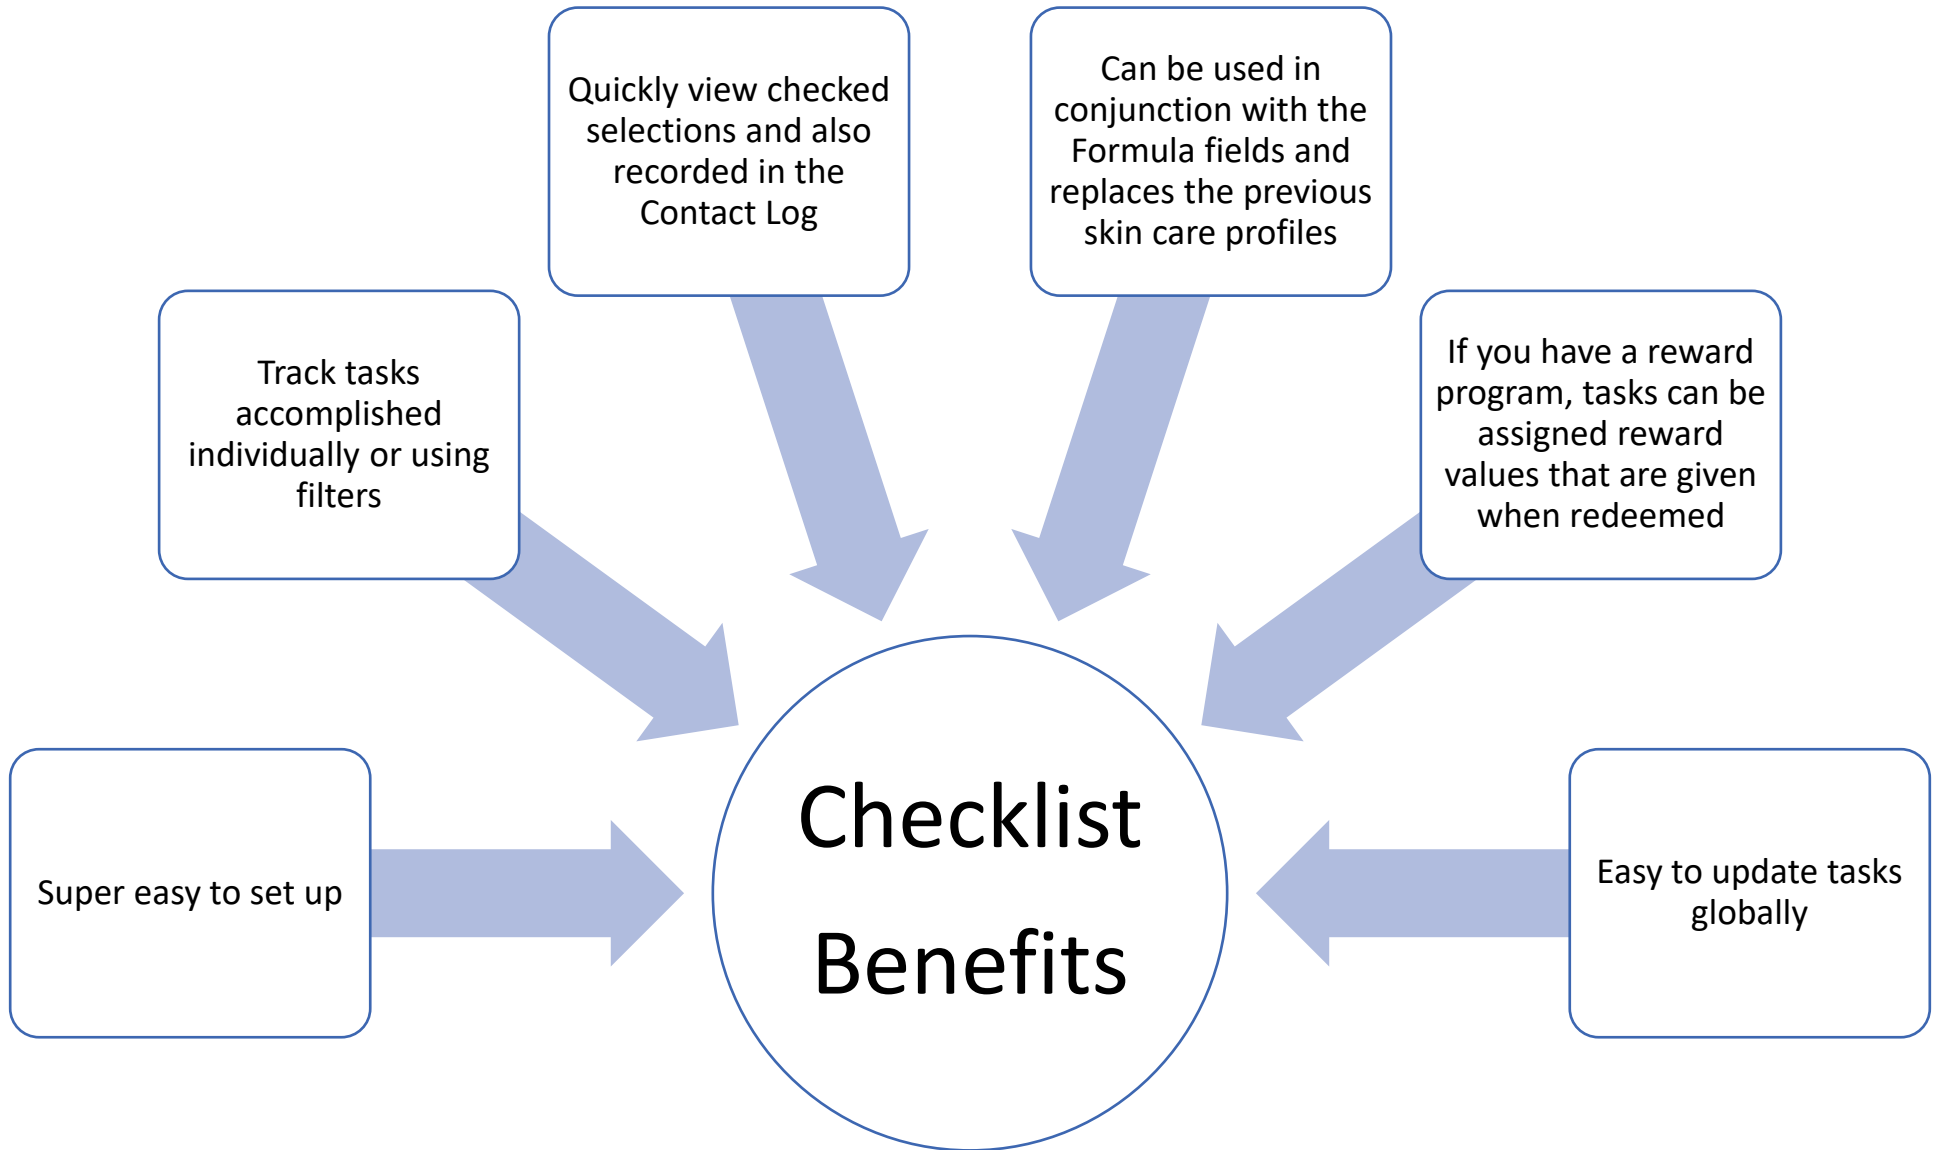 Quickly view checked
selections and also
recorded in the
Contact Log
Can be used in
conjunction with the
Formula fields and
replaces the previous
skin care profiles
Track tasks
accomplished
individually or using
filters
If you have a reward
program, tasks can be
assigned reward
values that are given
when redeemed
Super easy to set up
Checklist
Benefits
Easy to update tasks
globally